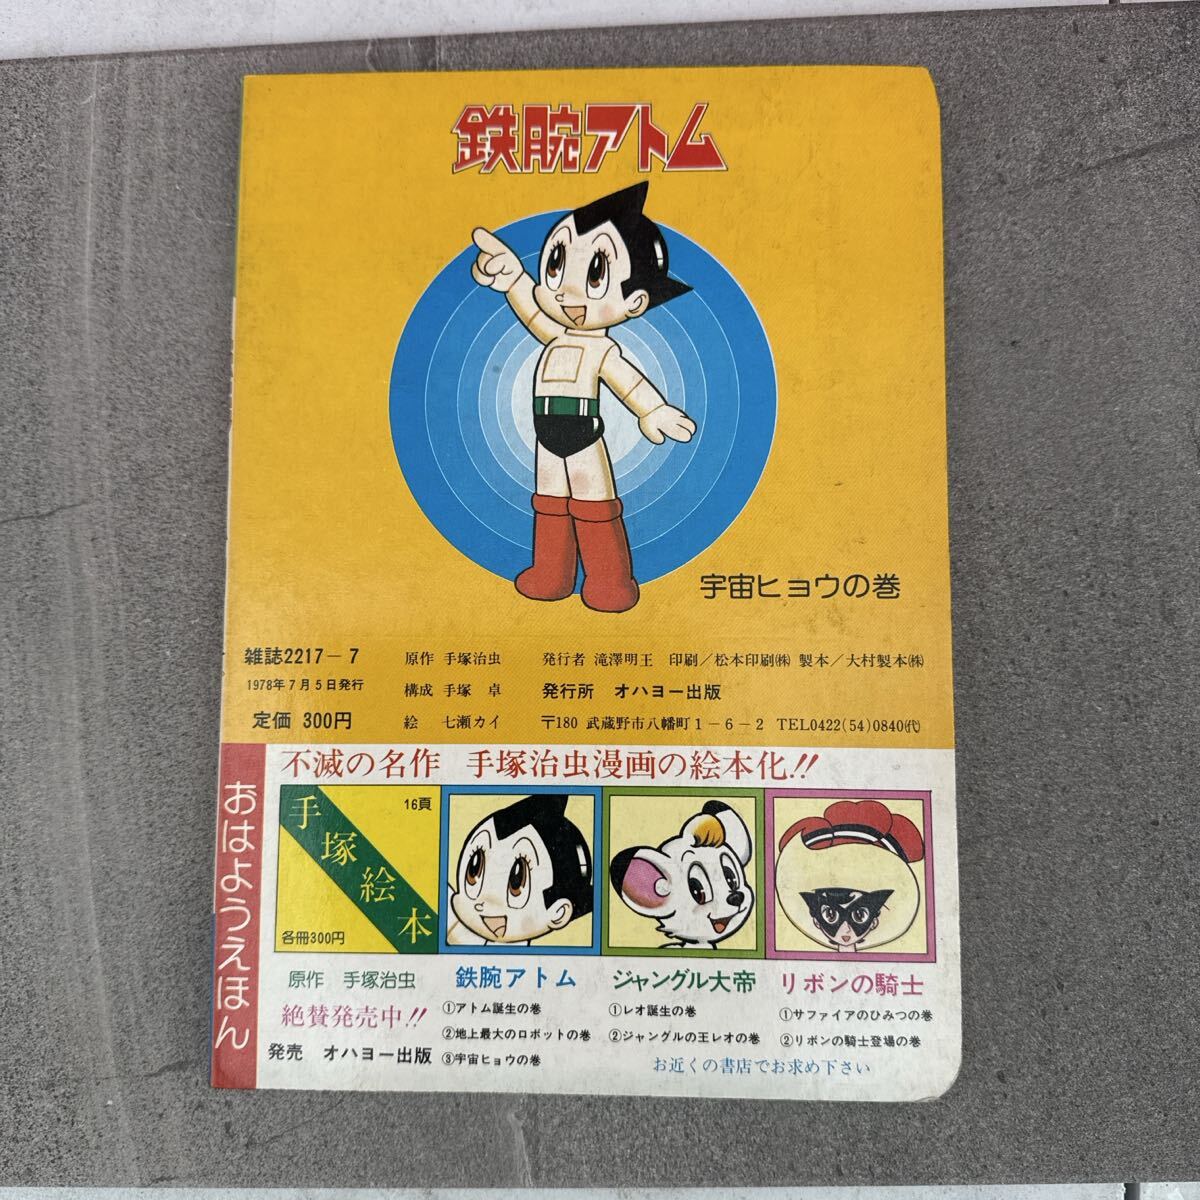 鉄腕アトム
宇宙ヒョウの巻
雑誌2217-7
1978年7月5日発行
定価 300円
原作 手塚治虫
構成 手塚 卓
絵 七瀬カイ
発行者 滝澤明王 印刷/松本印刷㈱ 製本/大村製本㈱
発行所 オハヨー出版
〒180 武蔵野市八幡町1-6-2 TEL0422(54)0840㈹
おはようえほん
不滅の名作 手塚治虫漫画の絵本化!!
手塚絵本
16頁
各冊300円
原作 手塚治虫
絶賛発売中!!
発売 オハヨー出版
鉄腕アトム
①アトム誕生の巻
②地上最大のロボットの巻
③宇宙ヒョウの巻
ジャングル大帝
①レオ誕生の巻
②ジャングルの王レオの巻
リボンの騎士
①サファイアのひみつの巻
②リボンの騎士登場の巻
お近くの書店でお求め下さい